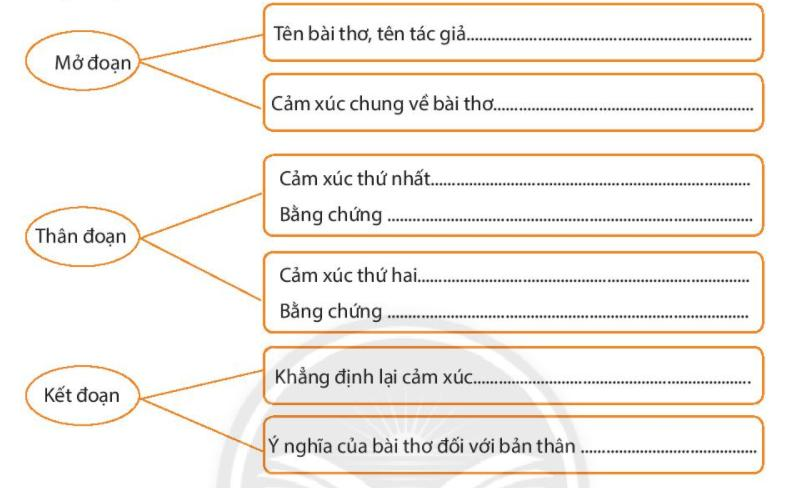 Mở đoạn
Tên bài thơ, tên tác giả..................................................................
Cảm xúc chung về bài thơ............................................................
Thân đoạn
Cảm xúc thứ nhất..........................................................................
Bằng chứng ....................................................................................
Cảm xúc thứ hai.............................................................................
Bằng chứng ...................................................................................
Kết đoạn
Khẳng định lại cảm xúc................................................................
Ý nghĩa của bài thơ đối với bản thân ........................................